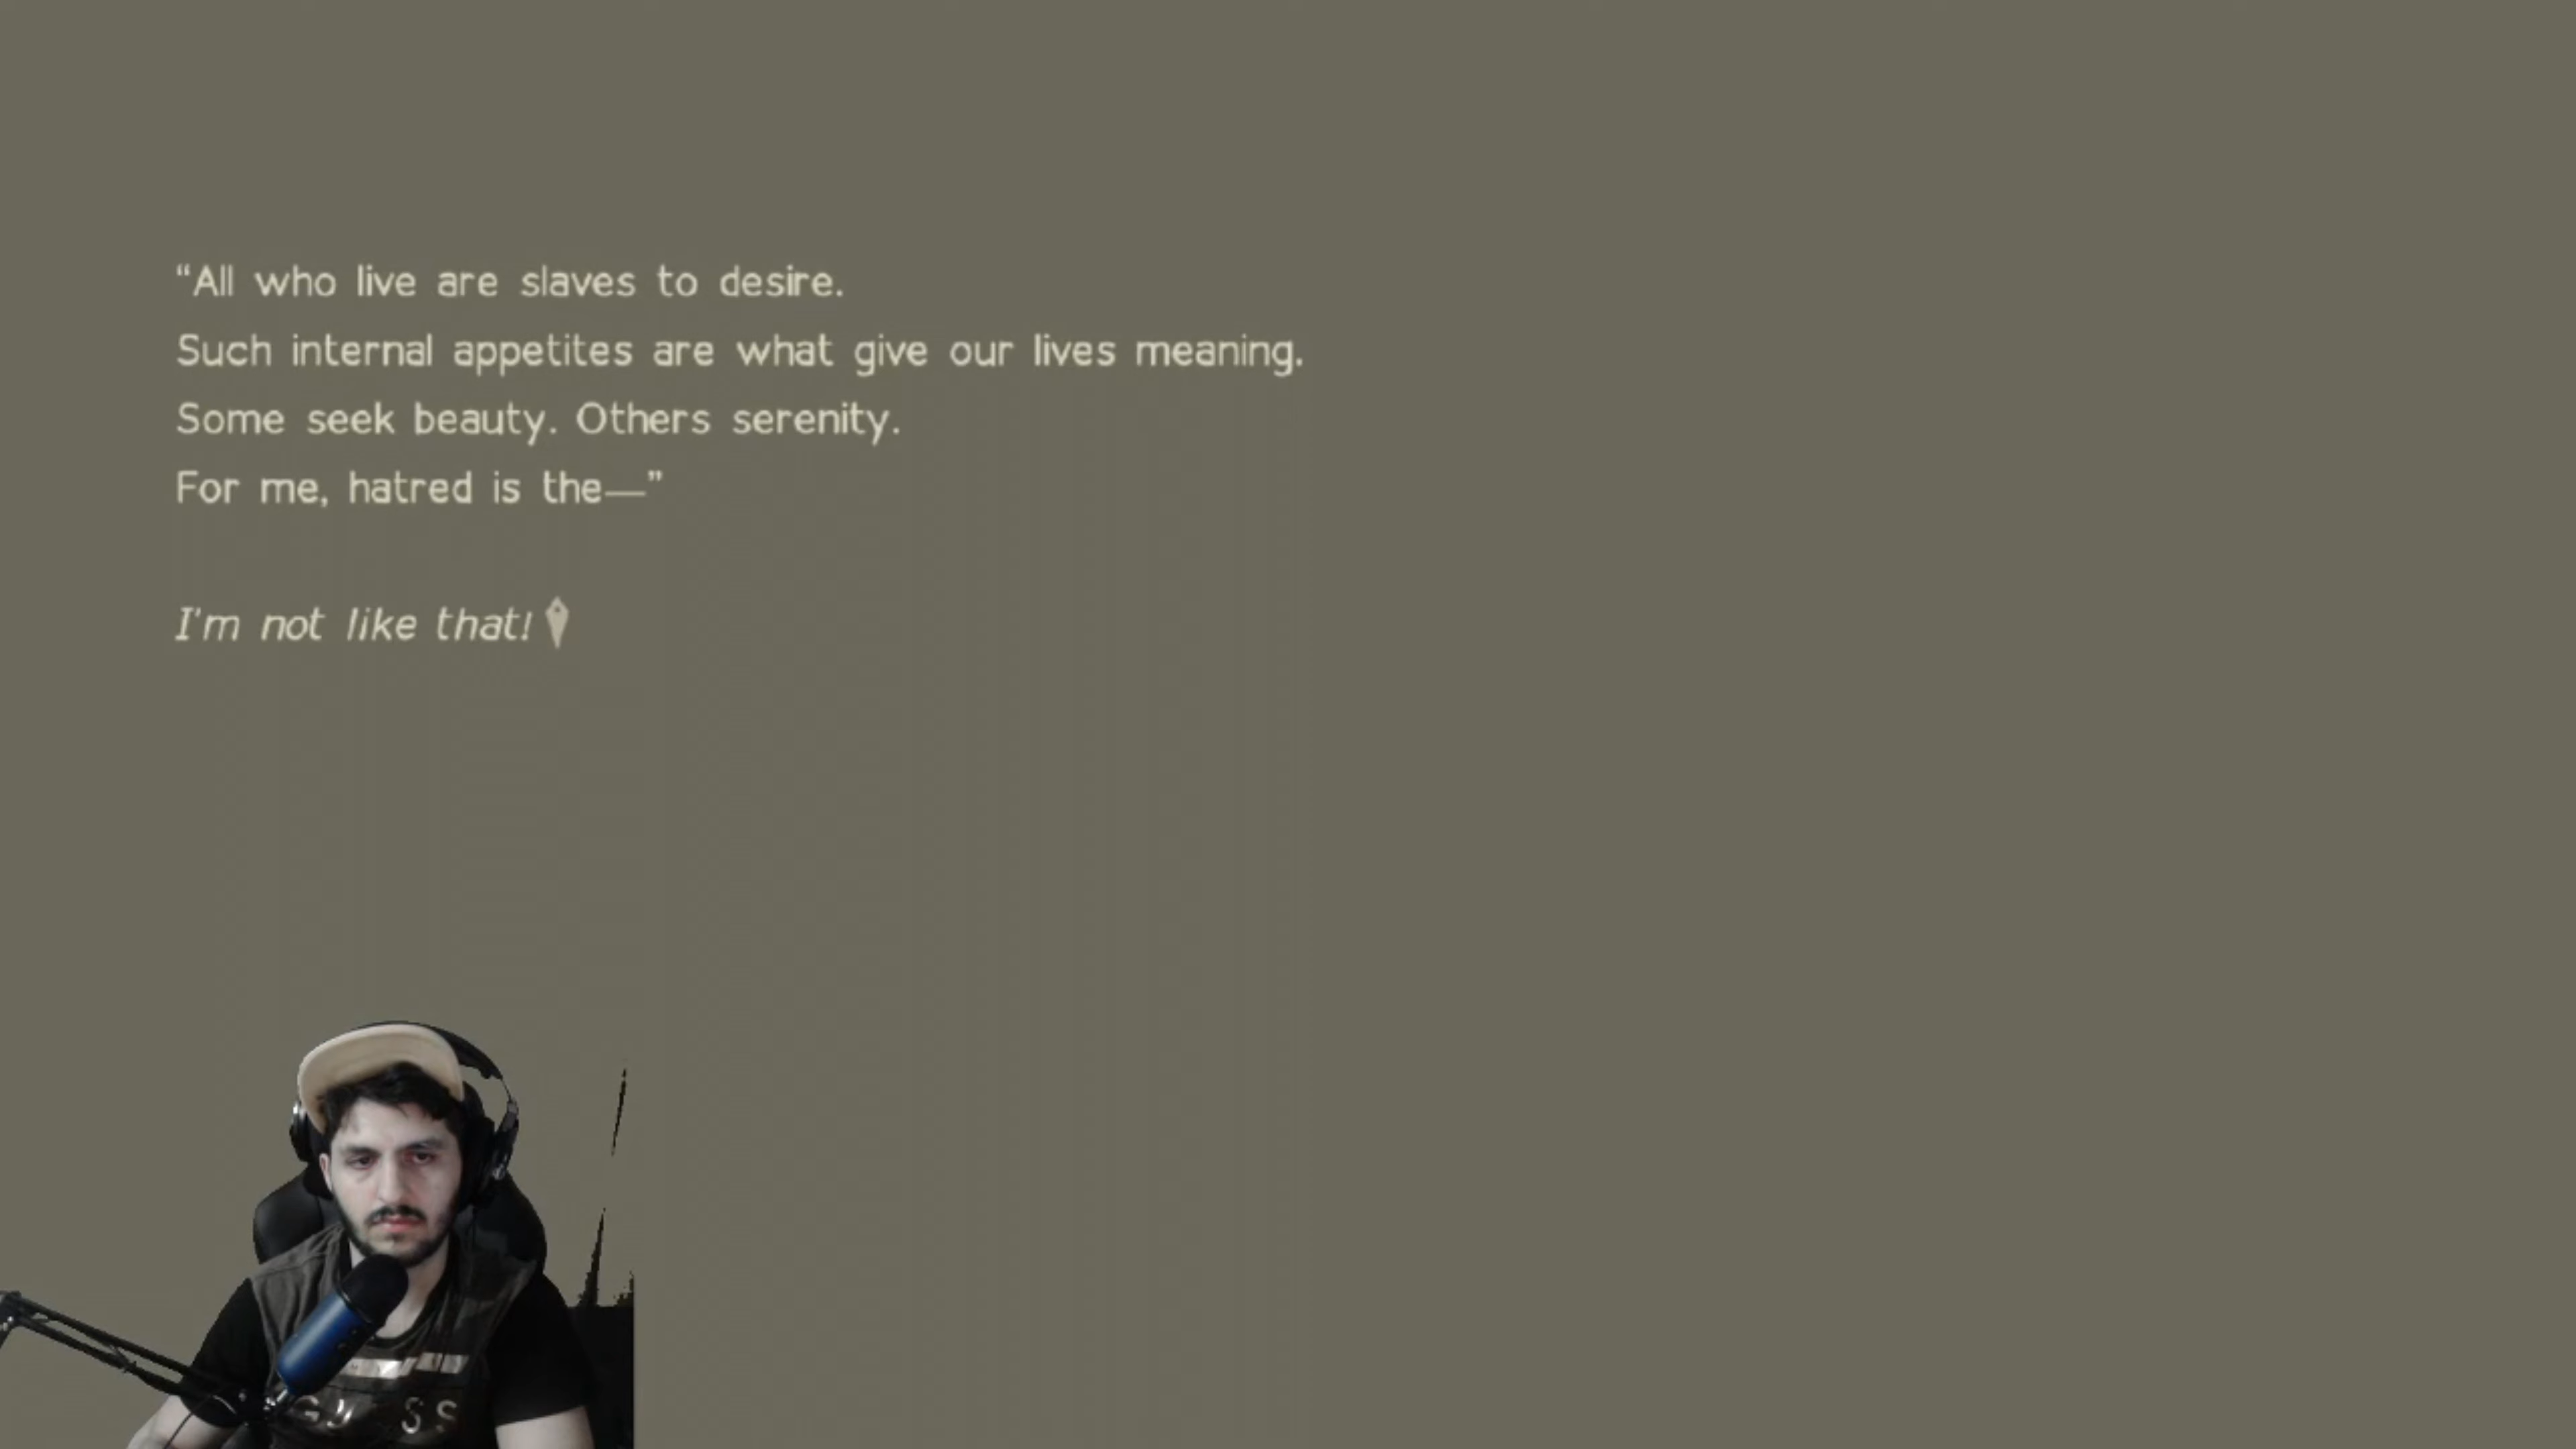 “All who live are slaves to desire.
Such internal appetites are what give our lives meaning.
Some seek beauty. Others serenity.
For me, hatred is the—”
I'm not like that!